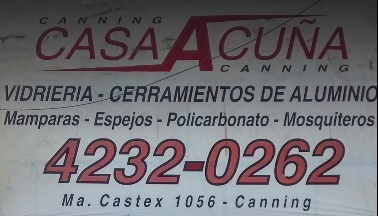 CANNING
CASA ACUÑA
CANNING
VIDRIERIA - CERRAMIENTOS DE ALUMINIO
Mamparas - Espejos - Policarbonato - Mosquiteros
4232-0262
Ma. Castex 1056 - Canning